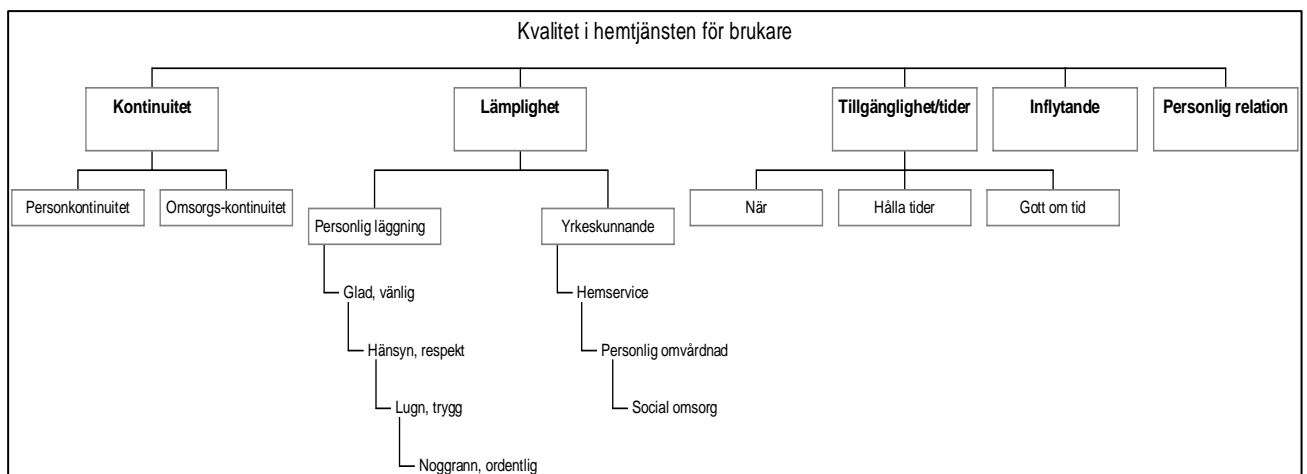 Kvalitet i hemtjänsten för brukare
Kontinuitet
Lämplighet
Tillgänglighet/tider
Inflytande
Personlig relation
Personkontinuitet
Omsorgs-kontinuitet
Personlig läggning
Yrkeskunnande
När
Hålla tider
Gott om tid
Glad, vänlig
Hemservice
Hänsyn, respekt
Personlig omvårdnad
Lugn, trygg
Social omsorg
Noggrann, ordentlig